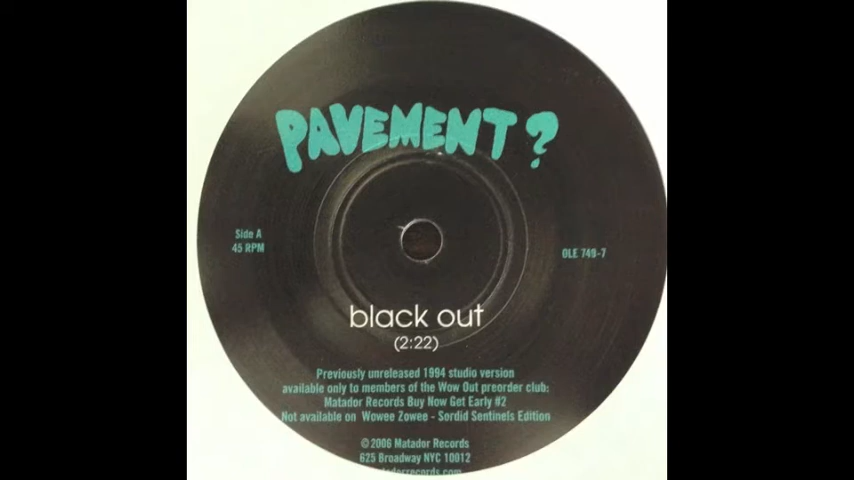 PAVEMENT?
Side A
45 RPM
OLE 749-7
black out
(2:22)
Previously unreleased 1994 studio version
available only to members of the Wow Out preorder club:
Matador Records Buy Now Get Early #2
Not available on Wowee Zowee - Sordid Sentinels Edition
©2006 Matador Records
625 Broadway NYC 10012